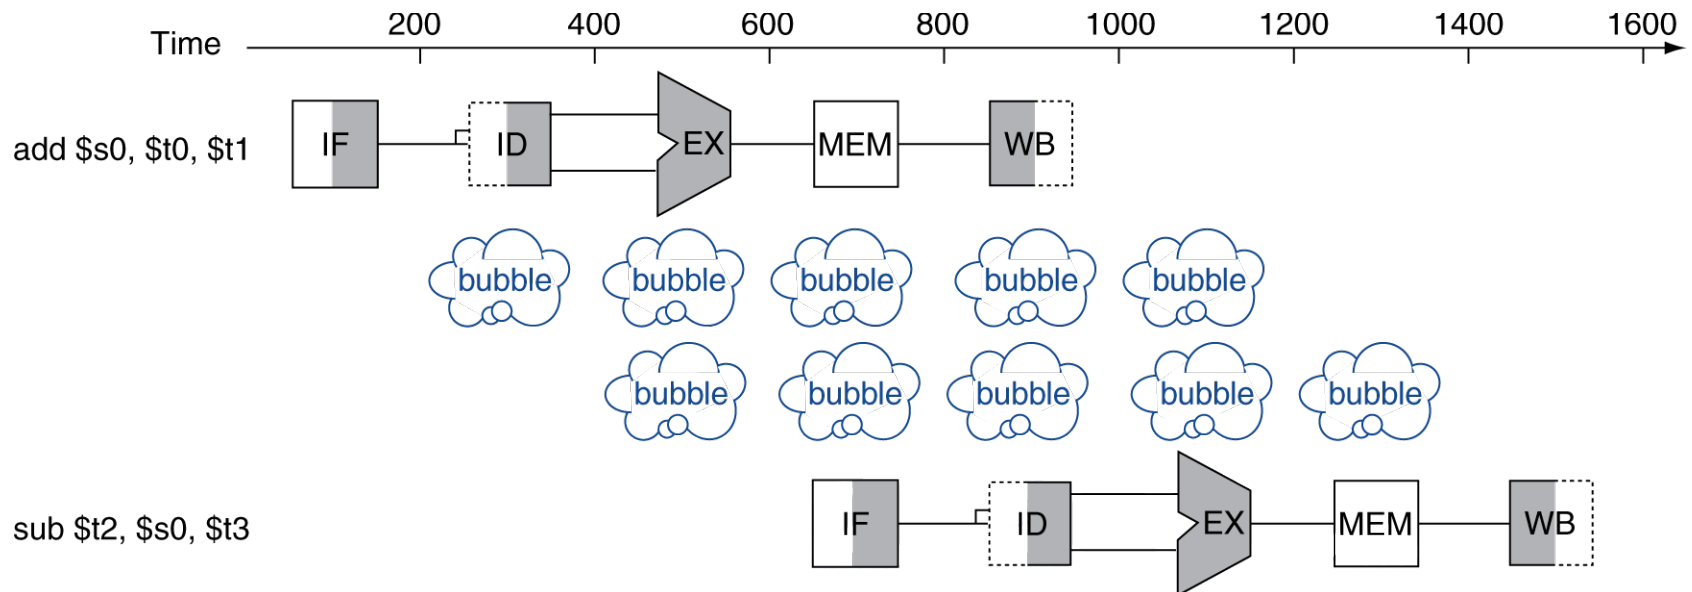 200 400 600 800 1000 1200 1400 1600
Time
add $s0, $t0, $t1 IF ID EX MEM WB
bubble bubble bubble bubble bubble
bubble bubble bubble bubble bubble
sub $t2, $s0, $t3 IF ID EX MEM WB